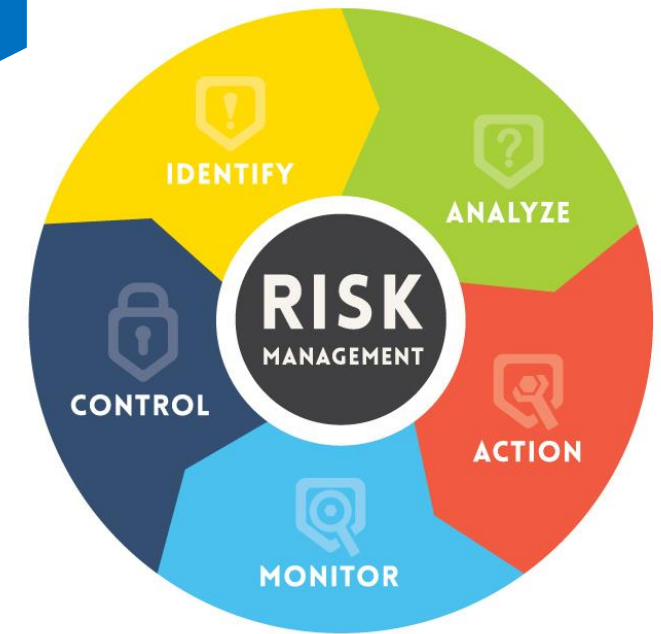 IDENTIFY
ANALYZE
RISK
MANAGEMENT
CONTROL
ACTION
MONITOR